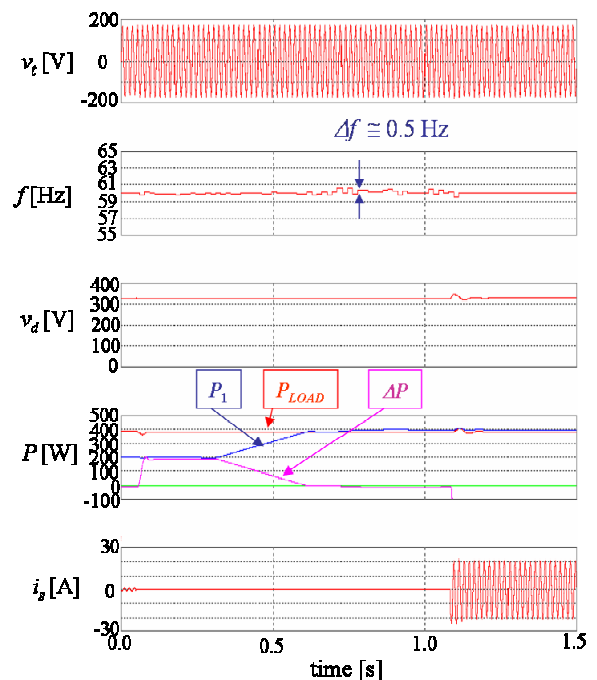 200
v_t [V]
0
-200
Δf ≅ 0.5 Hz
65
63
61
f [Hz]
59
57
55
400
300
v_d [V]
200
100
0
P_1
P_LOAD
ΔP
500
400
300
P [W]
200
100
0
-100
30
i_s [A]
0
-30
0.0
0.5
1.0
1.5
time [s]